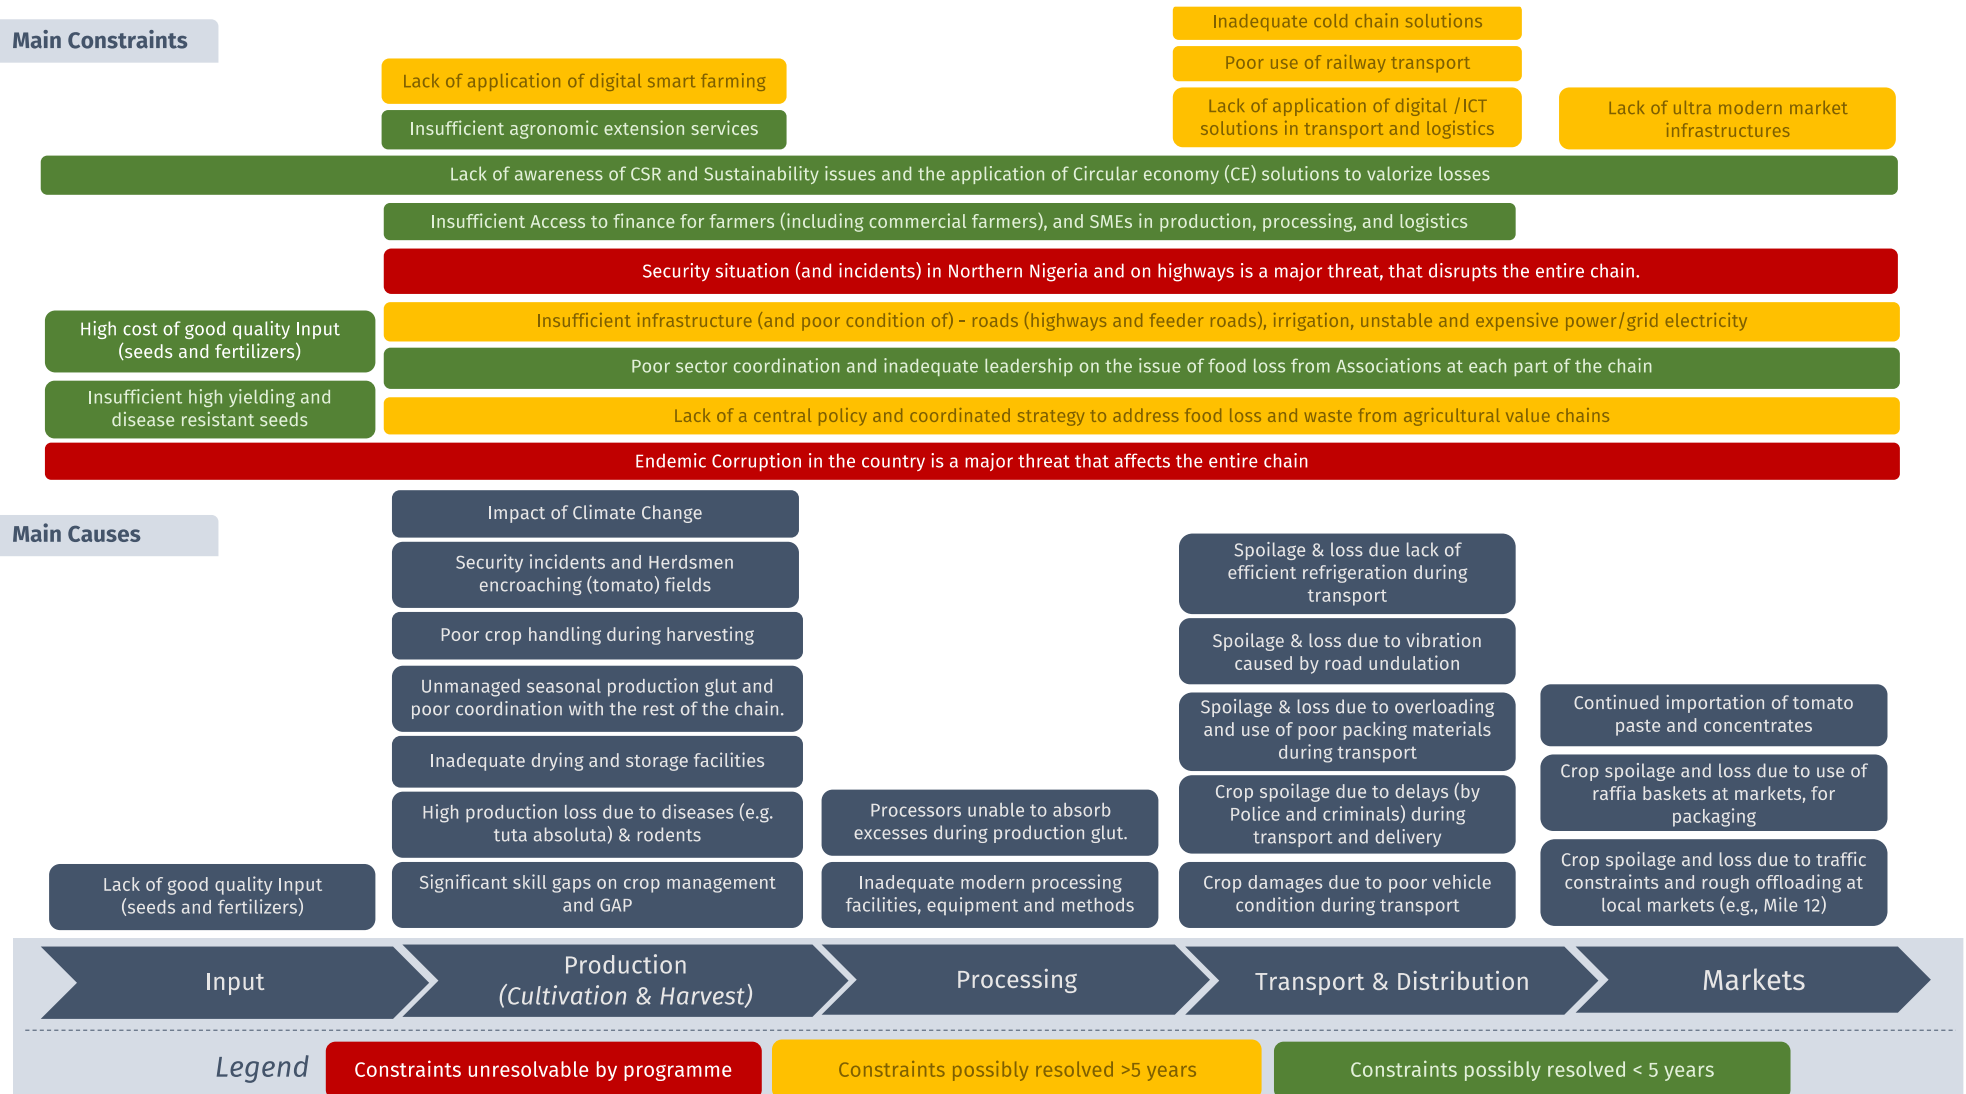 Main Constraints
Inadequate cold chain solutions
Poor use of railway transport
Lack of application of digital smart farming
Lack of application of digital /ICT
solutions in transport and logistics
Lack of ultra modern market
infrastructures
Insufficient agronomic extension services
Lack of awareness of CSR and Sustainability issues and the application of Circular economy (CE) solutions to valorize losses
Insufficient Access to finance for farmers (including commercial farmers), and SMEs in production, processing, and logistics
Security situation (and incidents) in Northern Nigeria and on highways is a major threat, that disrupts the entire chain.
High cost of good quality Input
(seeds and fertilizers)
Insufficient infrastructure (and poor condition of) - roads (highways and feeder roads), irrigation, unstable and expensive power/grid electricity
Poor sector coordination and inadequate leadership on the issue of food loss from Associations at each part of the chain
Insufficient high yielding and
disease resistant seeds
Lack of a central policy and coordinated strategy to address food loss and waste from agricultural value chains
Endemic Corruption in the country is a major threat that affects the entire chain
Main Causes
Lack of good quality Input
(seeds and fertilizers)
Impact of Climate Change
Security incidents and Herdsmen
encroaching (tomato) fields
Poor crop handling during harvesting
Unmanaged seasonal production glut and
poor coordination with the rest of the chain.
Inadequate drying and storage facilities
High production loss due to diseases (e.g.
tuta absoluta) & rodents
Significant skill gaps on crop management
and GAP
Processors unable to absorb
excesses during production glut.
Inadequate modern processing
facilities, equipment and methods
Spoilage & loss due lack of
efficient refrigeration during
transport
Spoilage & loss due to vibration
caused by road undulation
Spoilage & loss due to overloading
and use of poor packing materials
during transport
Crop spoilage due to delays (by
Police and criminals) during
transport and delivery
Crop damages due to poor vehicle
condition during transport
Continued importation of tomato
paste and concentrates
Crop spoilage and loss due to use of
raffia baskets at markets, for
packaging
Crop spoilage and loss due to traffic
constraints and rough offloading at
local markets (e.g., Mile 12)
Input
Production
(Cultivation & Harvest)
Processing
Transport & Distribution
Markets
Legend
Constraints unresolvable by programme
Constraints possibly resolved >5 years
Constraints possibly resolved < 5 years